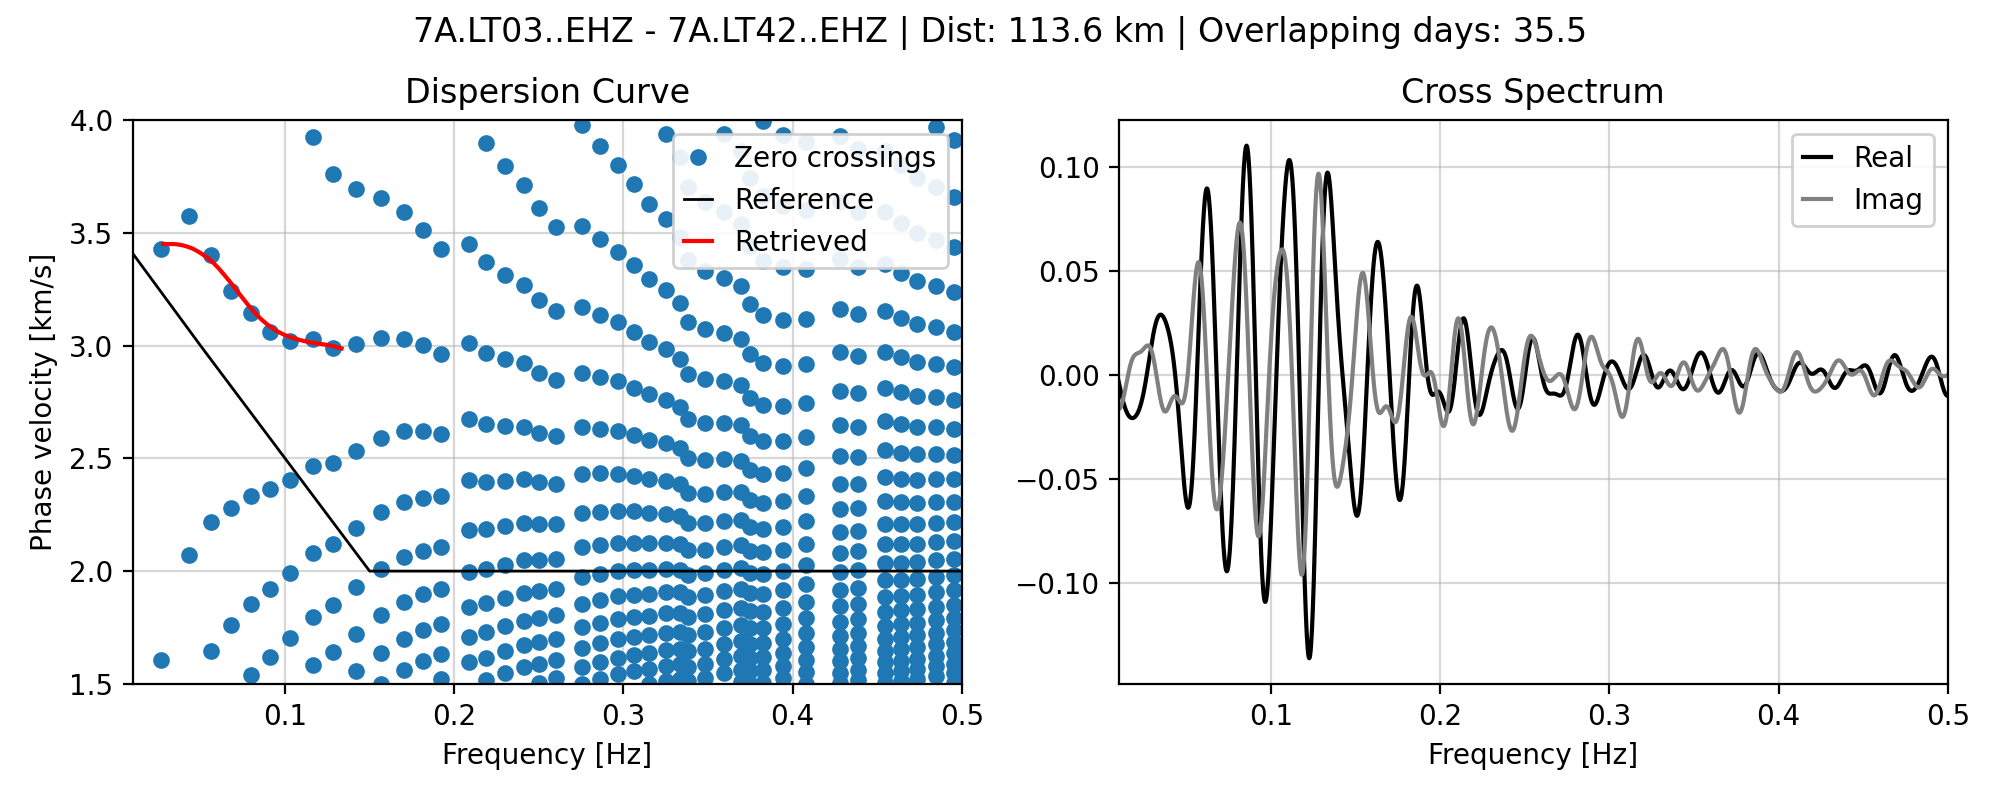 7A.LT03..EHZ - 7A.LT42..EHZ | Dist: 113.6 km | Overlapping days: 35.5
Dispersion Curve
4.0
3.5
3.0
2.5
2.0
1.5
Phase velocity [km/s]
0.1 0.2 0.3 0.4 0.5
Frequency [Hz]
Zero crossings
Reference
Retrieved
Cross Spectrum
0.10
0.05
0.00
−0.05
−0.10
0.1 0.2 0.3 0.4 0.5
Frequency [Hz]
Real
Imag